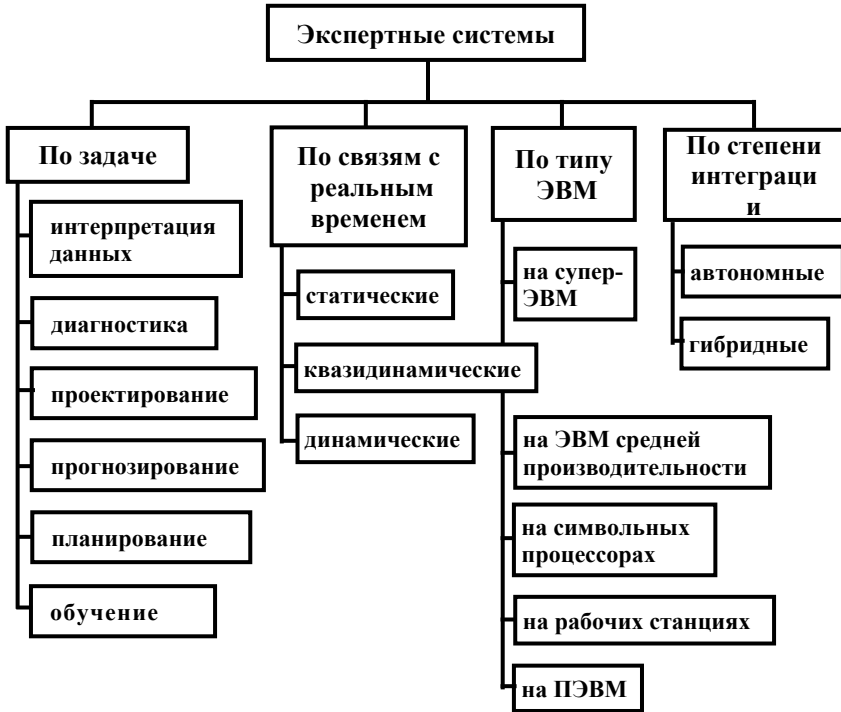 Экспертные системы
По задаче
интерпретация
данных
диагностика
проектирование
прогнозирование
планирование
обучение
По связям с
реальным
временем
статические
квазидинамические
динамические
По типу
ЭВМ
на супер-
ЭВМ
на ЭВМ средней
производительности
на символьных
процессорах
на рабочих станциях
на ПЭВМ
По степени
интеграци
и
автономные
гибридные